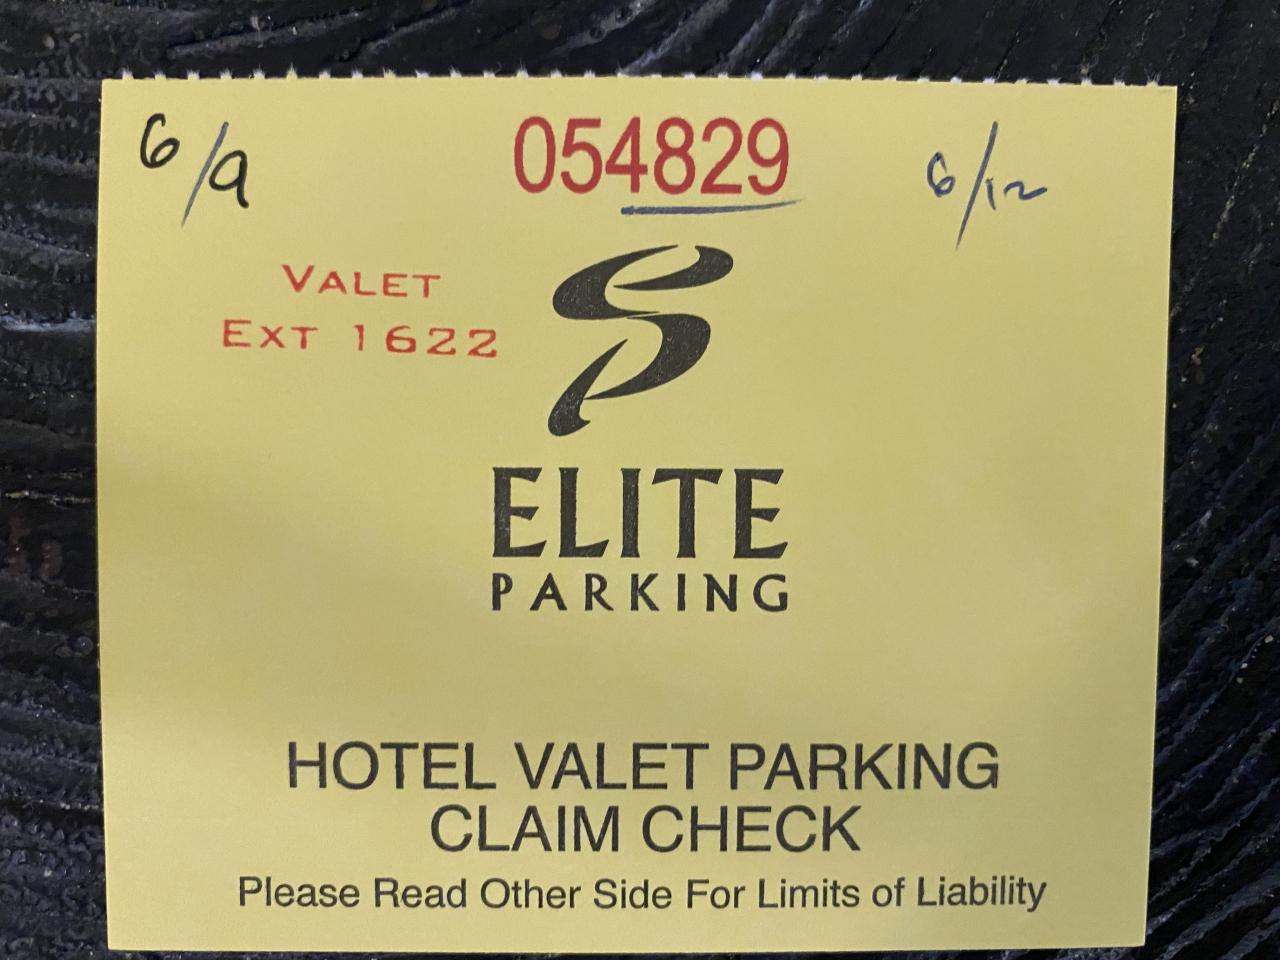 6/9
054829
6/12
VALET
EXT 1622
ELITE
PARKING
HOTEL VALET PARKING
CLAIM CHECK
Please Read Other Side For Limits of Liability